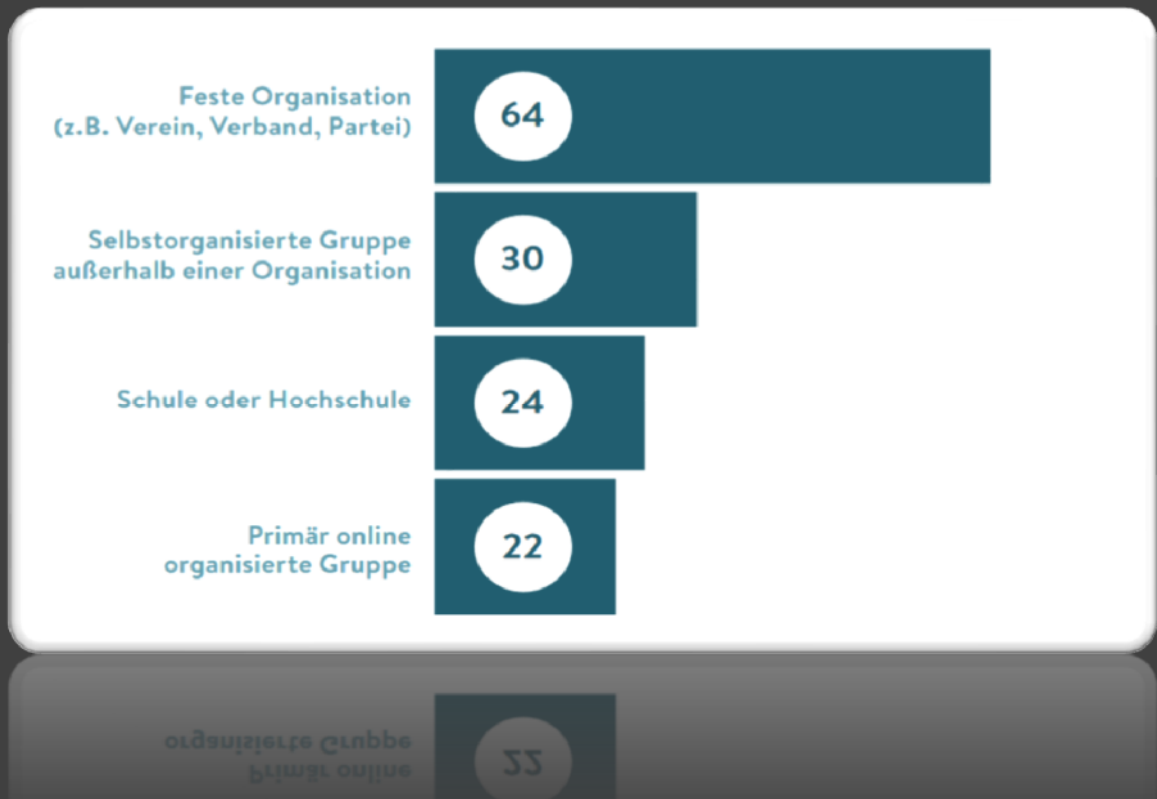 Feste Organisation
(z.B. Verein, Verband, Partei)
64
Selbstorganisierte Gruppe
außerhalb einer Organisation
30
Schule oder Hochschule
24
Primär online
organisierte Gruppe
22